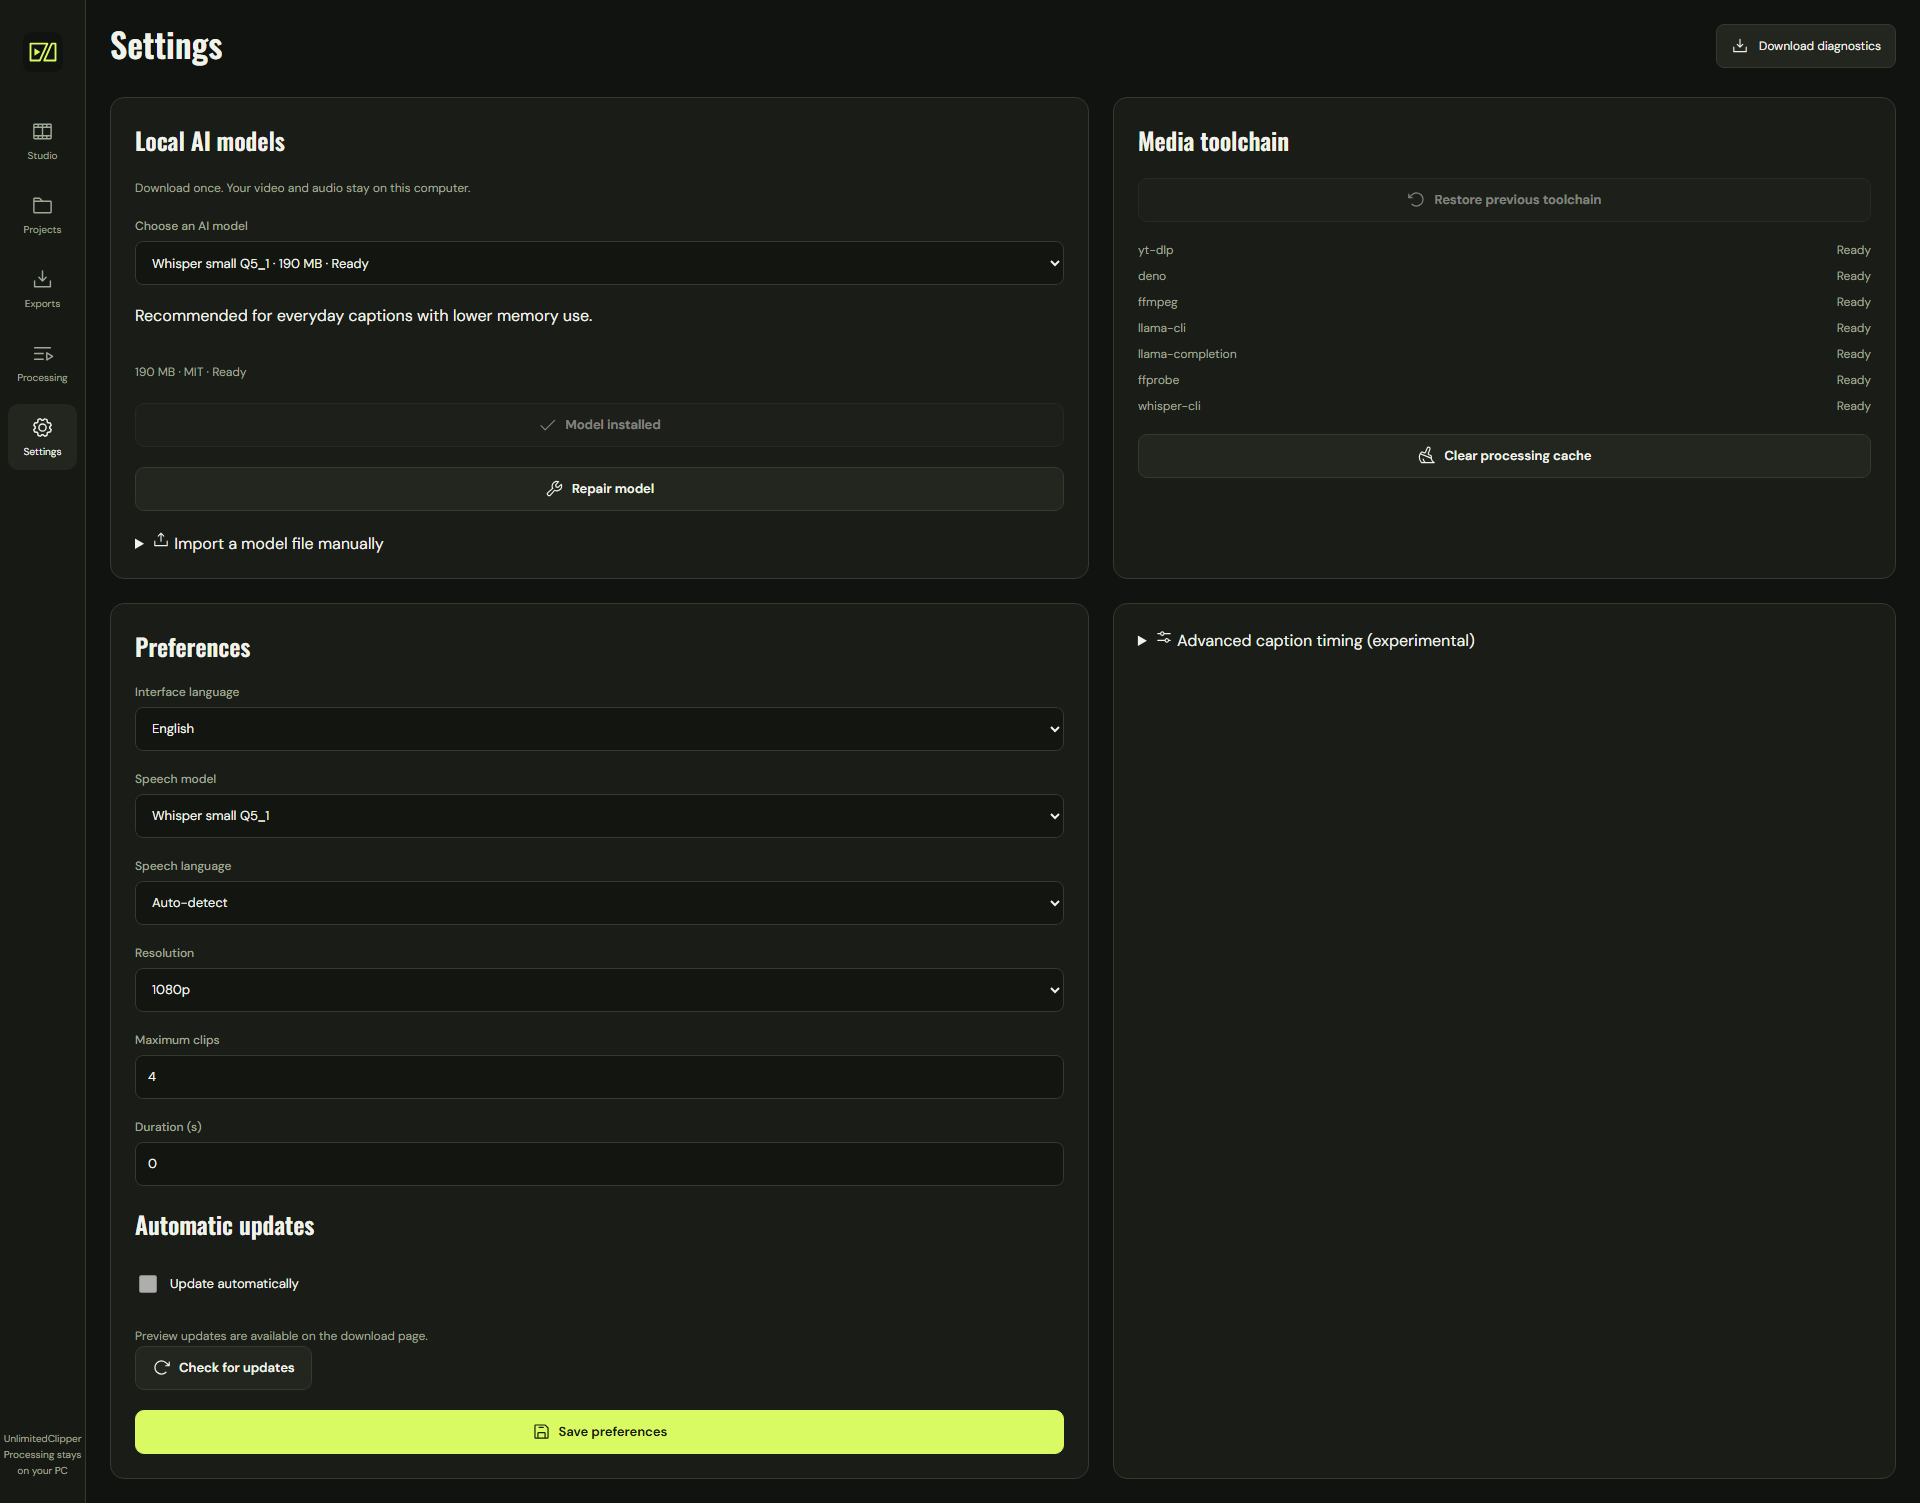 Settings
Download diagnostics
Studio
Projects
Exports
Processing
Settings
UnlimitedClipper
Processing stays
on your PC
Local AI models
Download once. Your video and audio stay on this computer.
Choose an AI model
Whisper small Q5_1 · 190 MB · Ready
Recommended for everyday captions with lower memory use.
190 MB · MIT · Ready
Model installed
Repair model
Import a model file manually
Media toolchain
Restore previous toolchain
yt-dlp Ready
deno Ready
ffmpeg Ready
llama-cli Ready
llama-completion Ready
ffprobe Ready
whisper-cli Ready
Clear processing cache
Preferences
Interface language
English
Speech model
Whisper small Q5_1
Speech language
Auto-detect
Resolution
1080p
Maximum clips
4
Duration (s)
0
Automatic updates
Update automatically
Preview updates are available on the download page.
Check for updates
Save preferences
Advanced caption timing (experimental)